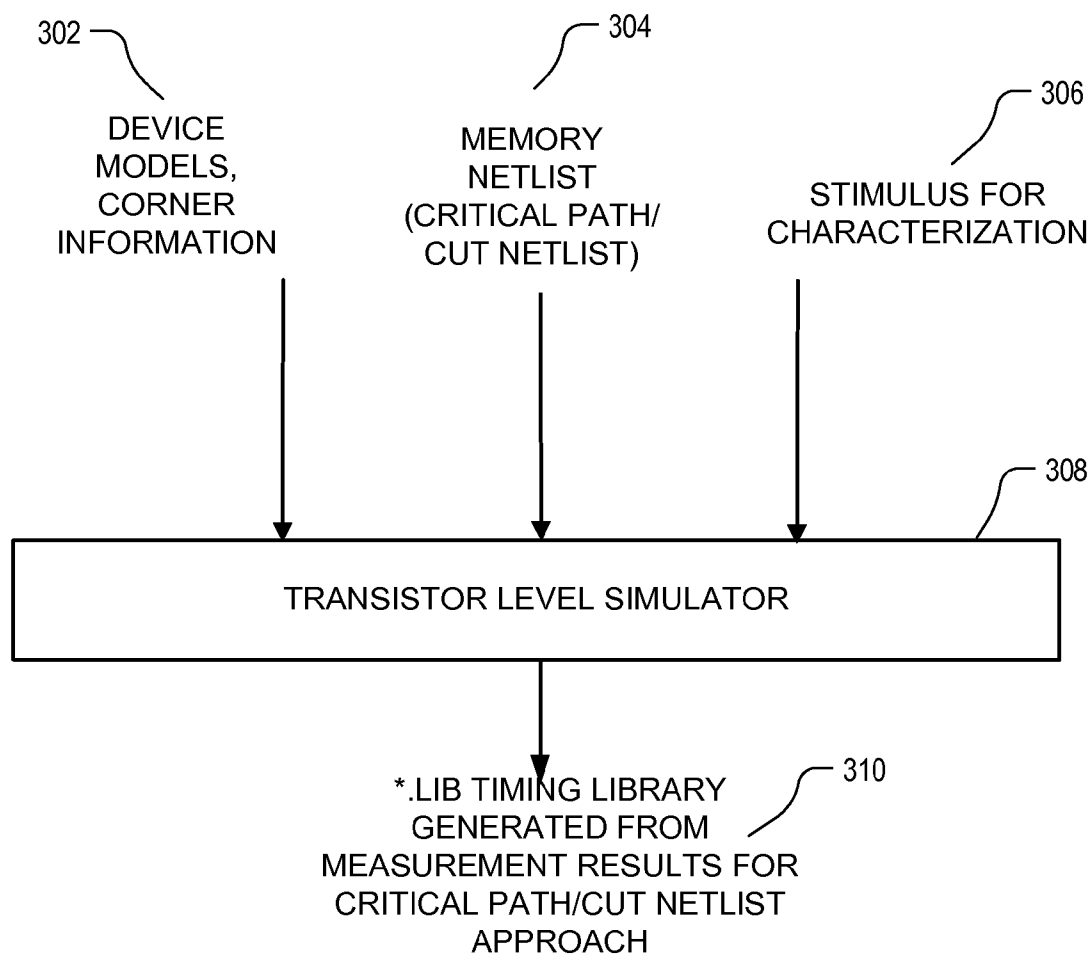 302
304
306
DEVICE
MODELS,
CORNER
INFORMATION
MEMORY
NETLIST
(CRITICAL PATH/
CUT NETLIST)
STIMULUS FOR
CHARACTERIZATION
308
TRANSISTOR LEVEL SIMULATOR
310
*.LIB TIMING LIBRARY
GENERATED FROM
MEASUREMENT RESULTS FOR
CRITICAL PATH/CUT NETLIST
APPROACH